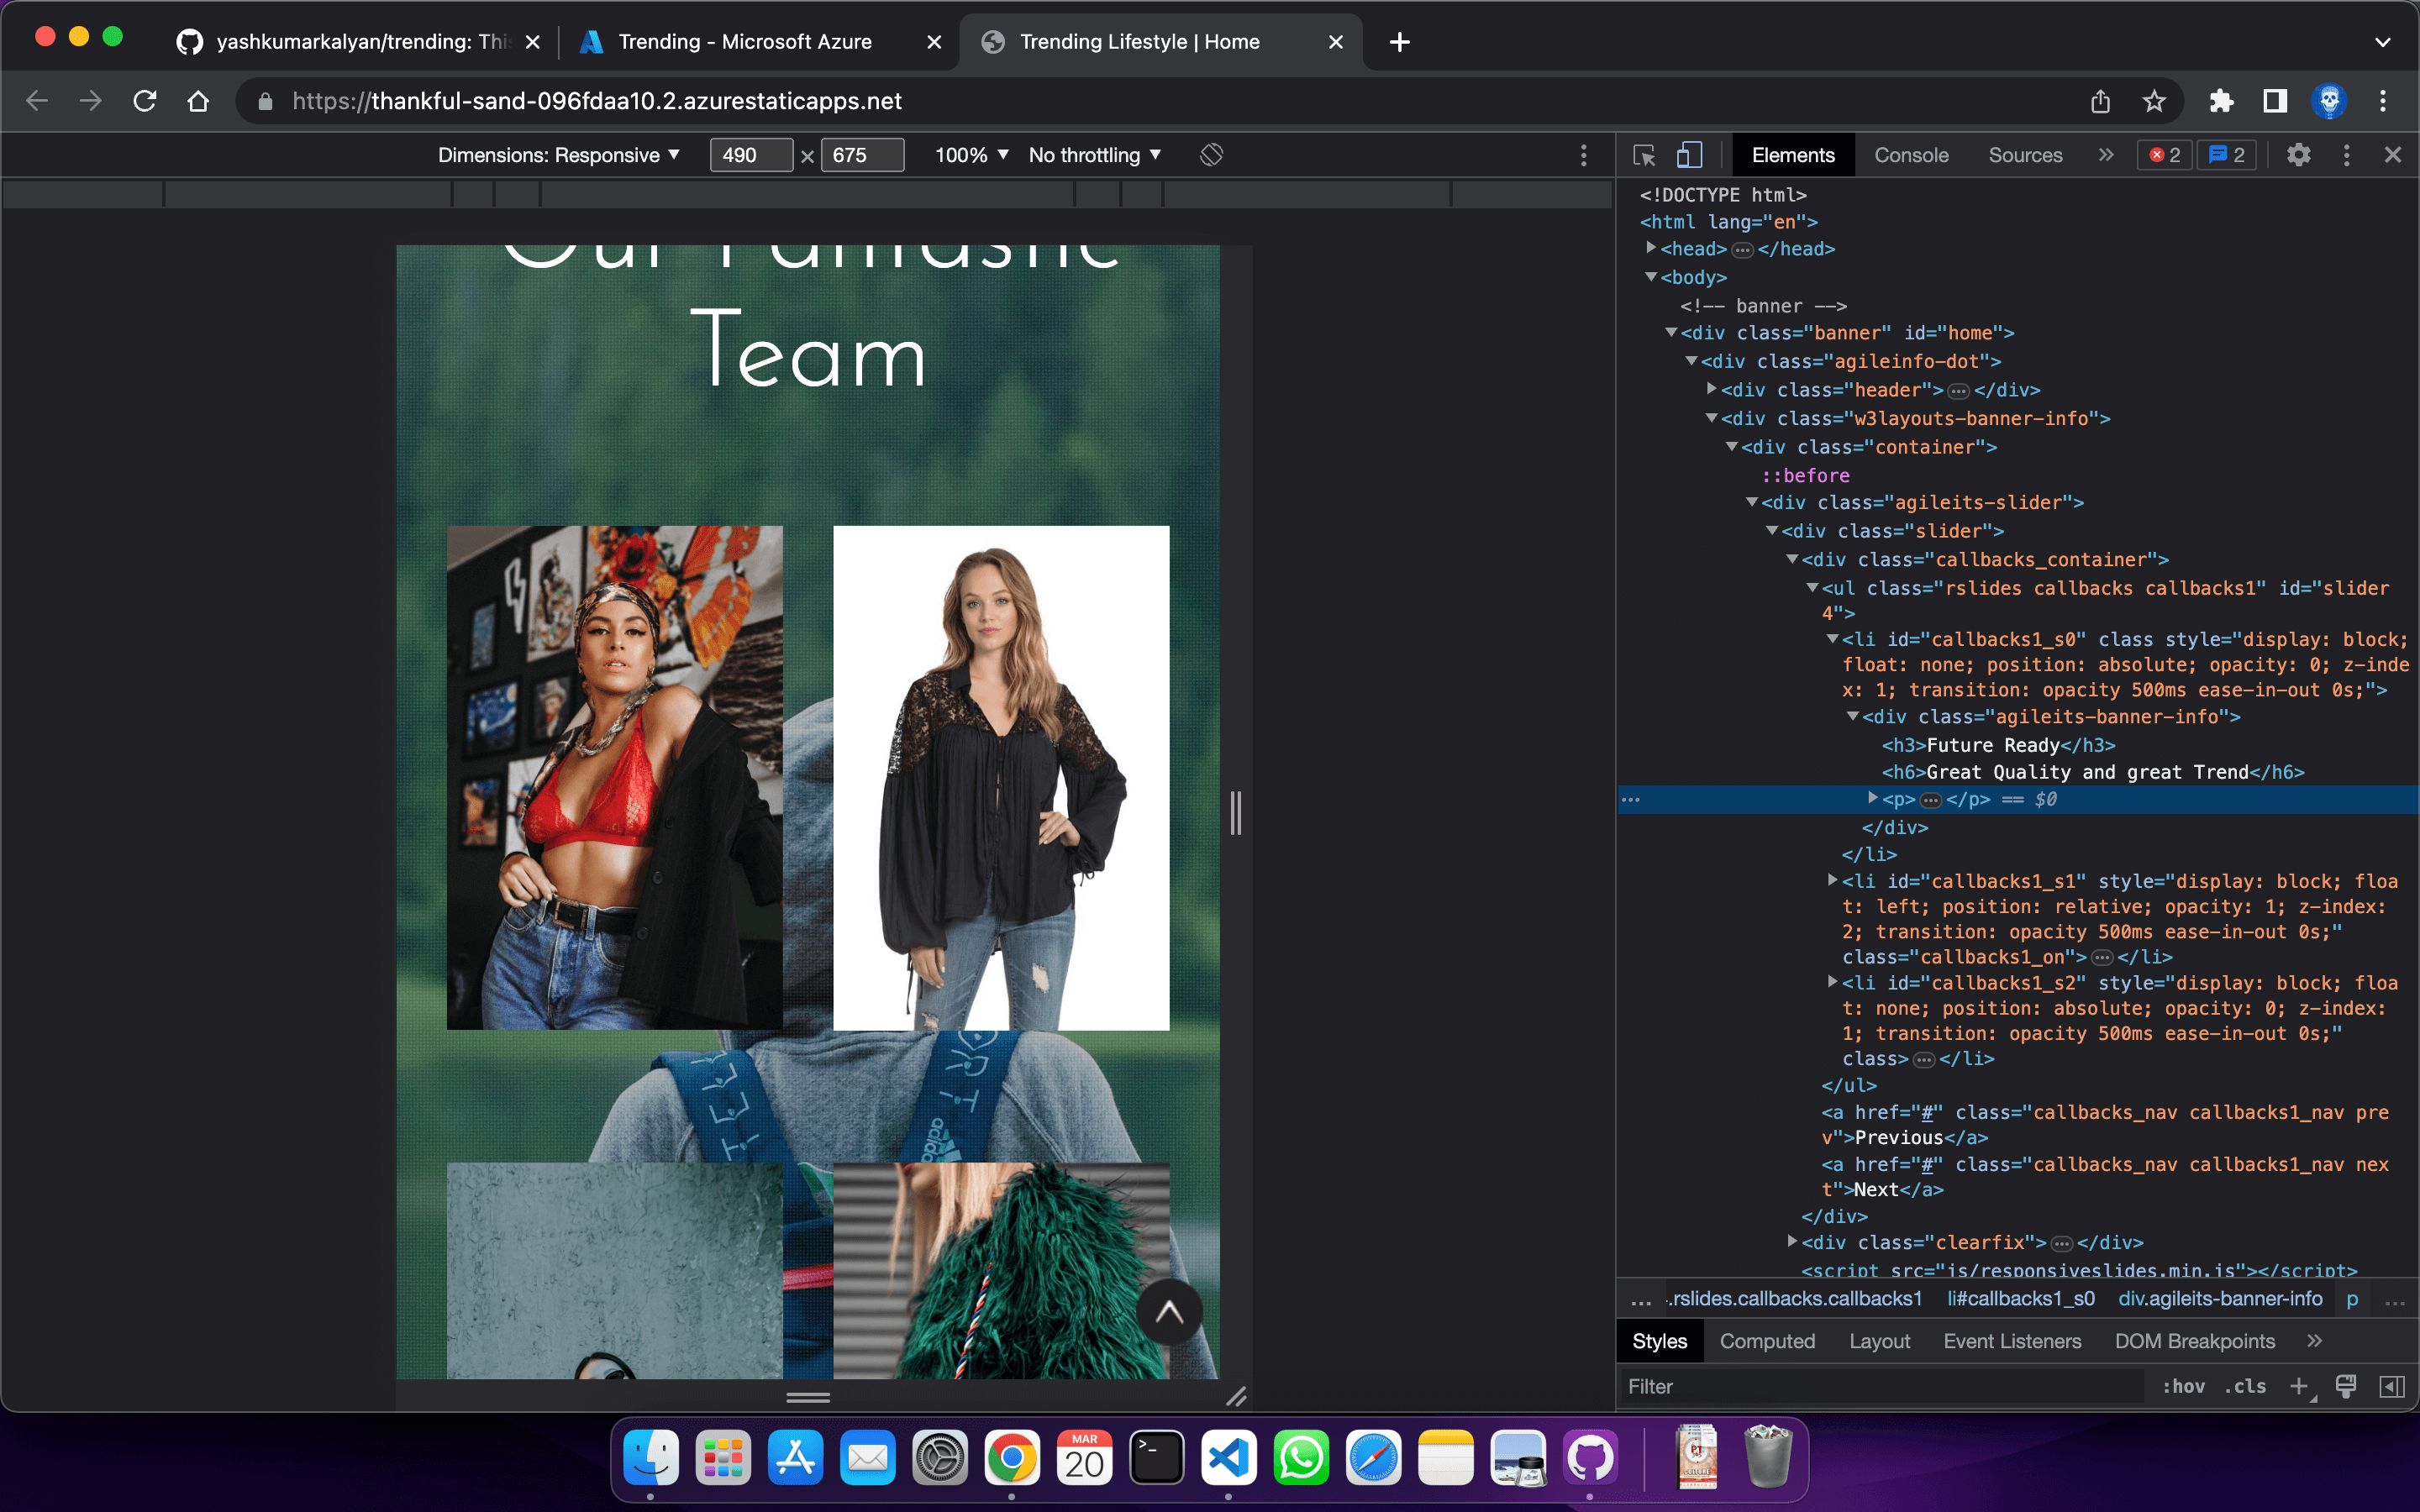 yashkumarkalyan/trending: Thi
Trending - Microsoft Azure
Trending Lifestyle | Home
https://thankful-sand-096fdaa10.2.azurestaticapps.net
Dimensions: Responsive ▼ 490 × 675 100% ▼ No throttling ▼
Elements Console Sources » 2 2
Our Fantastic
Team
<!DOCTYPE html>
<html lang="en">
▶<head>…</head>
▼<body>
<!-- banner -->
▼<div class="banner" id="home">
▼<div class="agileinfo-dot">
▶<div class="header">…</div>
▼<div class="w3layouts-banner-info">
▼<div class="container">
::before
▼<div class="agileits-slider">
▼<div class="slider">
▼<div class="callbacks_container">
▼<ul class="rslides callbacks callbacks1" id="slider
4">
▼<li id="callbacks1_s0" class style="display: block;
float: none; position: absolute; opacity: 0; z-inde
x: 1; transition: opacity 500ms ease-in-out 0s;">
▼<div class="agileits-banner-info">
<h3>Future Ready</h3>
<h6>Great Quality and great Trend</h6>
… ▶<p>…</p> == $0
</div>
</li>
▶<li id="callbacks1_s1" style="display: block; floa
t: left; position: relative; opacity: 1; z-index:
2; transition: opacity 500ms ease-in-out 0s;"
class="callbacks1_on">…</li>
▶<li id="callbacks1_s2" style="display: block; floa
t: none; position: absolute; opacity: 0; z-index:
1; transition: opacity 500ms ease-in-out 0s;"
class>…</li>
</ul>
<a href="#" class="callbacks_nav callbacks1_nav pre
v">Previous</a>
<a href="#" class="callbacks_nav callbacks1_nav nex
t">Next</a>
</div>
▶<div class="clearfix">…</div>
<script src="js/responsiveslides.min.js"></script>
… .rslides.callbacks.callbacks1 li#callbacks1_s0 div.agileits-banner-info p …
Styles Computed Layout Event Listeners DOM Breakpoints »
Filter :hov .cls +
adidas
MAR
20